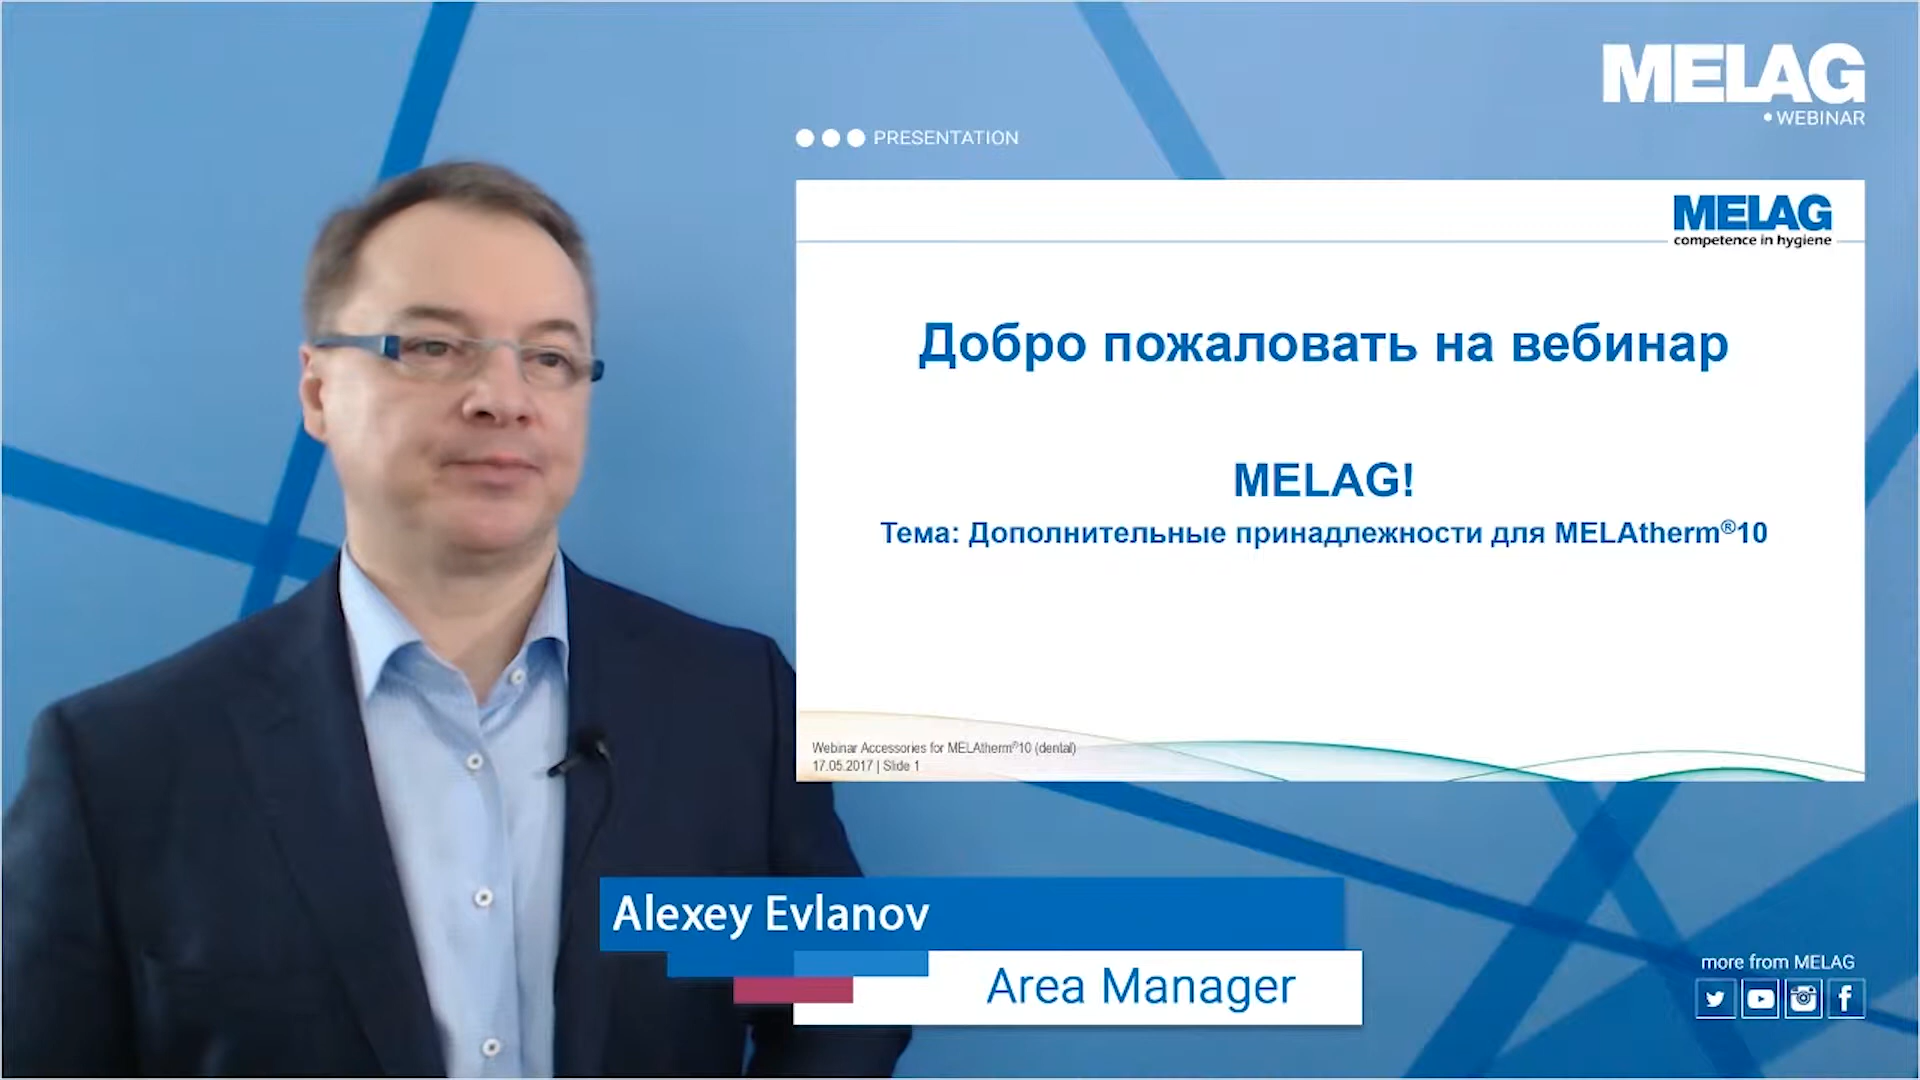 MELAG
• WEBINAR
PRESENTATION
MELAG
competence in hygiene
Добро пожаловать на вебинар
MELAG!
Тема: Дополнительные принадлежности для MELAtherm®10
Webinar Accessories for MELAtherm®10 (dental)
17.05.2017 | Slide 1
Alexey Evlanov
Area Manager
more from MELAG